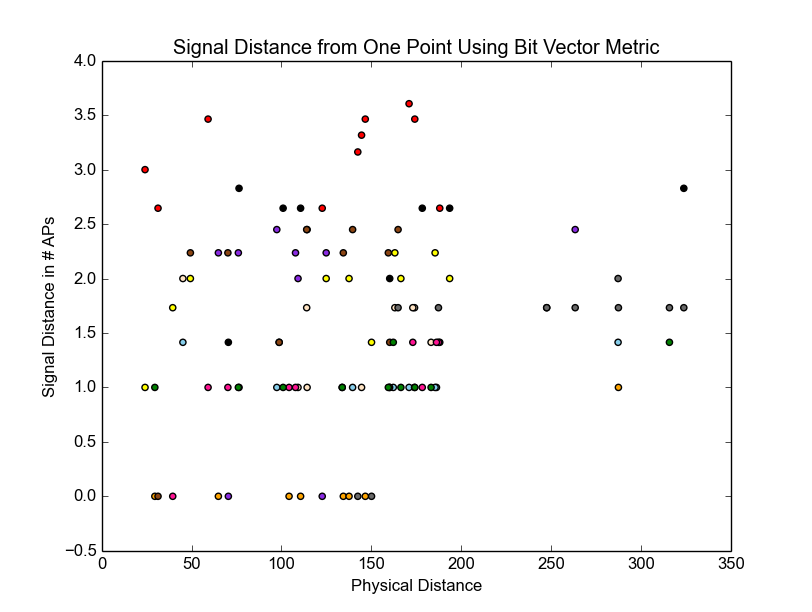 Signal Distance from One Point Using Bit Vector Metric
4.0
3.5
3.0
2.5
2.0
1.5
1.0
0.0
−0.5
Signal Distance in # APs
0 50 100 150 200 250 300 350
Physical Distance